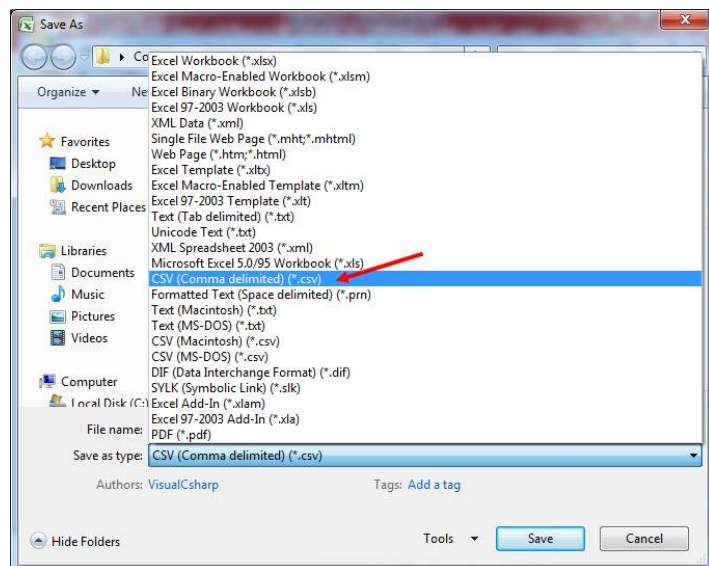 Save As
Co
Organize
Ne
Excel Workbook (*.xlsx)
Excel Macro-Enabled Workbook (*.xlsm)
Excel Binary Workbook (*.xlsb)
Excel 97-2003 Workbook (*.xls)
XML Data (*.xml)
Single File Web Page (*.mht;*.mhtml)
Web Page (*.htm;*.html)
Excel Template (*.xltx)
Excel Macro-Enabled Template (*.xltm)
Excel 97-2003 Template (*.xlt)
Text (Tab delimited) (*.txt)
Unicode Text (*.txt)
XML Spreadsheet 2003 (*.xml)
Microsoft Excel 5.0/95 Workbook (*.xls)
CSV (Comma delimited) (*.csv)
Formatted Text (Space delimited) (*.prn)
Text (Macintosh) (*.txt)
Text (MS-DOS) (*.txt)
CSV (Macintosh) (*.csv)
CSV (MS-DOS) (*.csv)
DIF (Data Interchange Format) (*.dif)
SYLK (Symbolic Link) (*.slk)
Excel Add-In (*.xlam)
Excel 97-2003 Add-In (*.xla)
PDF (*.pdf)
Favorites
Desktop
Downloads
Recent Places
Libraries
Documents
Music
Pictures
Videos
Computer
Local Disk (C:)
File name:
Save as type: CSV (Comma delimited) (*.csv)
Authors: VisualCsharp Tags: Add a tag
Hide Folders Tools Save Cancel